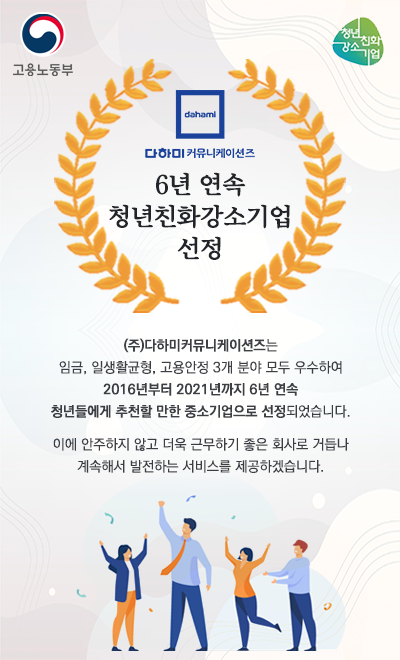 고용노동부
청년친화
강소기업
dahami
다하미커뮤니케이션즈
6년 연속
청년친화강소기업
선정
(주)다하미커뮤니케이션즈는
임금, 일생활균형, 고용안정 3개 분야 모두 우수하여
2016년부터 2021년까지 6년 연속
청년들에게 추천할 만한 중소기업으로 선정되었습니다.
이에 안주하지 않고 더욱 근무하기 좋은 회사로 거듭나
계속해서 발전하는 서비스를 제공하겠습니다.